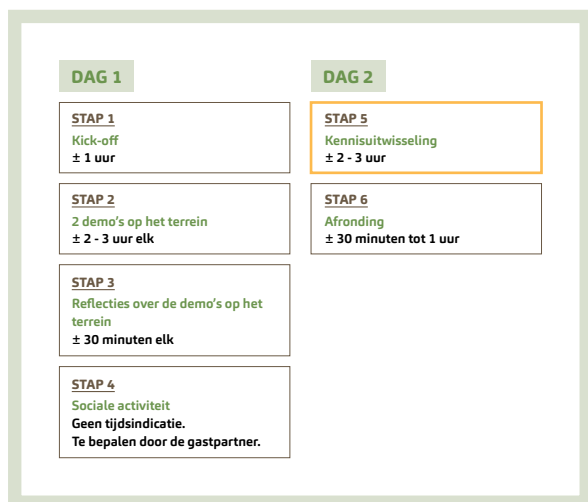 DAG 1
STAP 1
Kick-off
± 1 uur
STAP 2
2 demo's op het terrein
± 2 - 3 uur elk
STAP 3
Reflecties over de demo's op het
terrein
± 30 minuten elk
STAP 4
Sociale activiteit
Geen tijdsindicatie.
Te bepalen door de gastpartner.
DAG 2
STAP 5
Kennisuitwisseling
± 2 - 3 uur
STAP 6
Afronding
± 30 minuten tot 1 uur